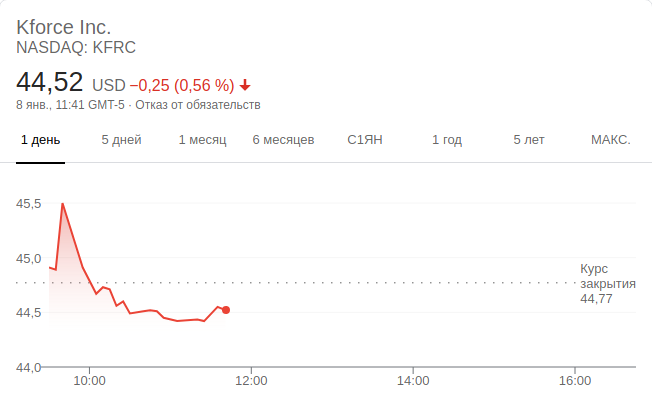 Kforce Inc.
NASDAQ: KFRC
44,52 USD −0,25 (0,56 %)
8 янв., 11:41 GMT-5 · Отказ от обязательств
1 день 5 дней 1 месяц 6 месяцев С1ЯН 1 год 5 лет МАКС.
45,5
45,0
Курс
закрытия
44,77
44,5
44,0
10:00 12:00 14:00 16:00